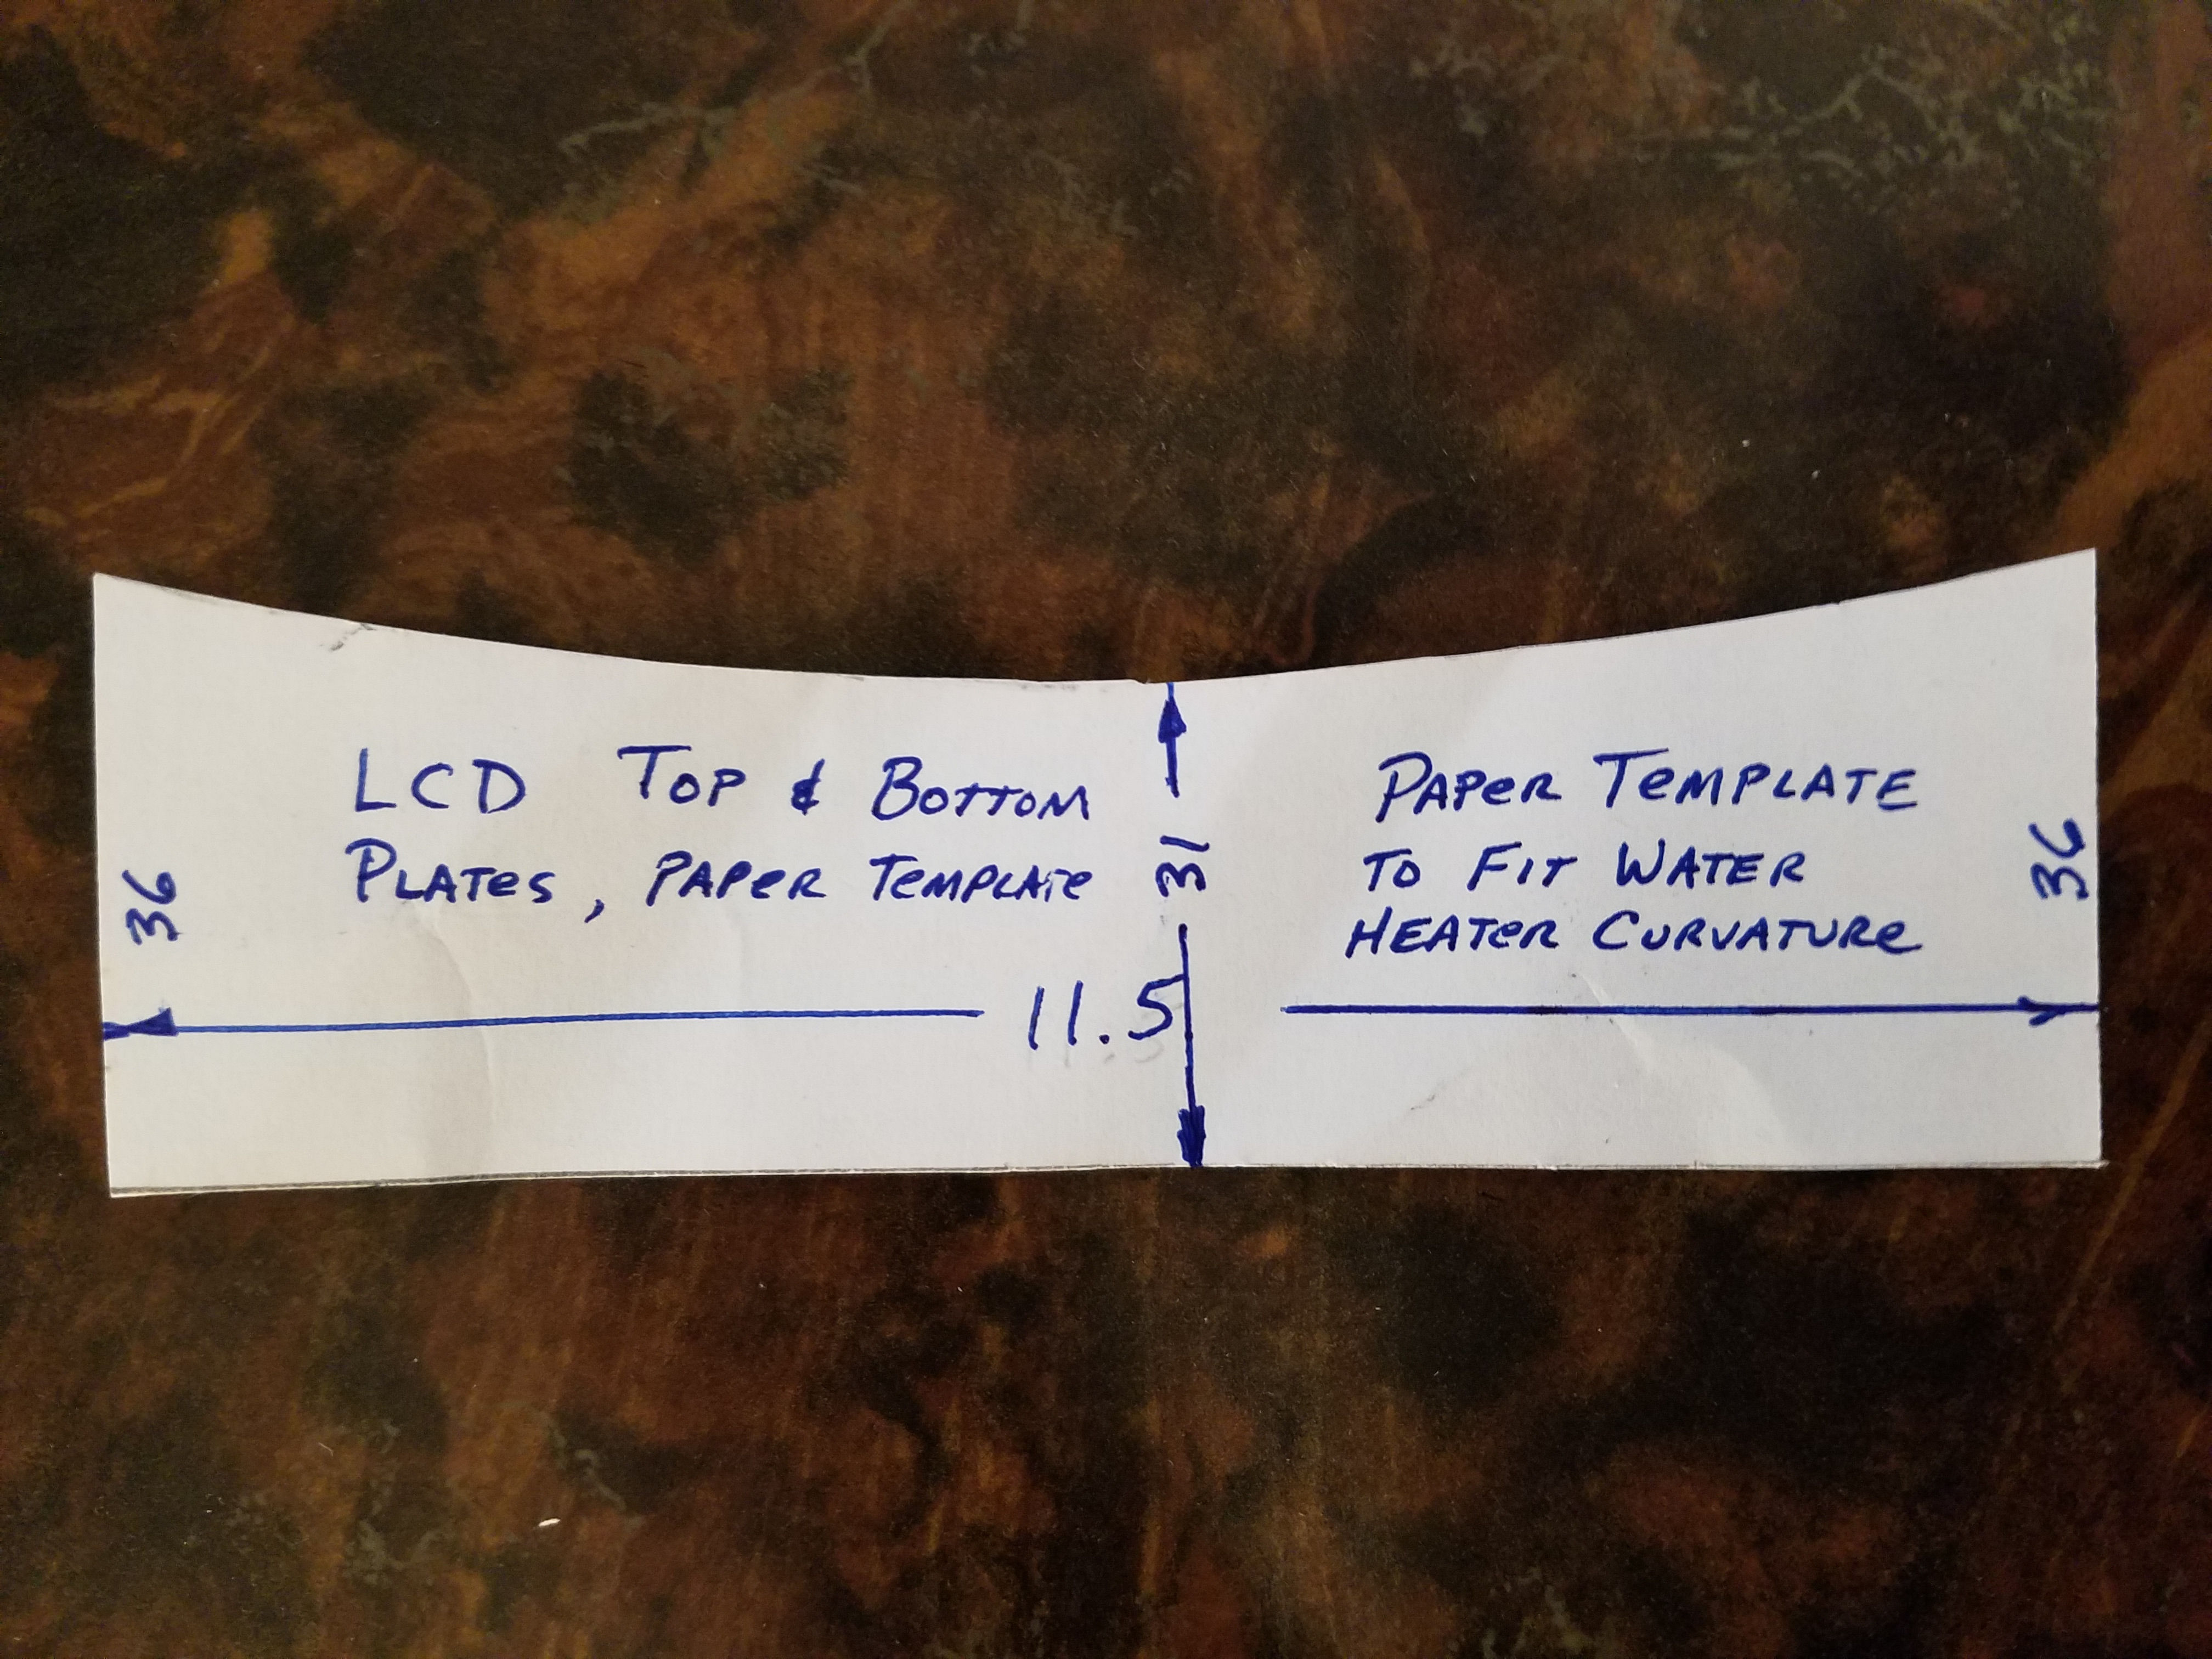 LCD TOP & BOTTOM
PLATES, PAPER TEMPLATE
PAPER TEMPLATE
TO FIT WATER
HEATER CURVATURE
36
31
36
11.5